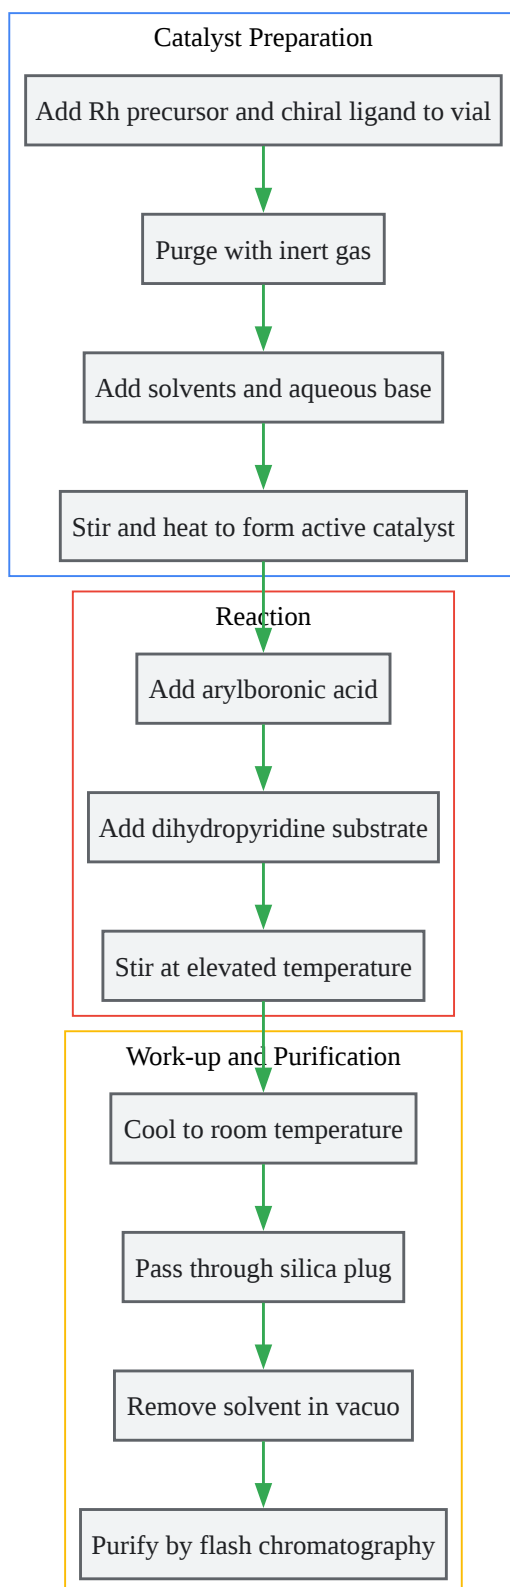 Catalyst Preparation
Add Rh precursor and chiral ligand to vial
Purge with inert gas
Add solvents and aqueous base
Stir and heat to form active catalyst
Reaction
Add arylboronic acid
Add dihydropyridine substrate
Stir at elevated temperature
Work-up and Purification
Cool to room temperature
Pass through silica plug
Remove solvent in vacuo
Purify by flash chromatography